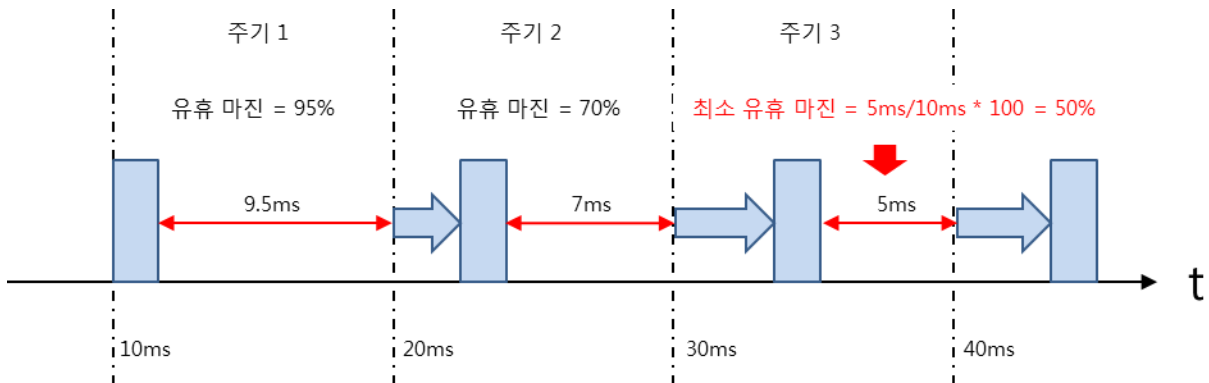 주기 1
주기 2
주기 3
유휴 마진 = 95%
유휴 마진 = 70%
최소 유휴 마진 = 5ms/10ms * 100 = 50%
9.5ms
7ms
5ms
t
10ms
20ms
30ms
40ms